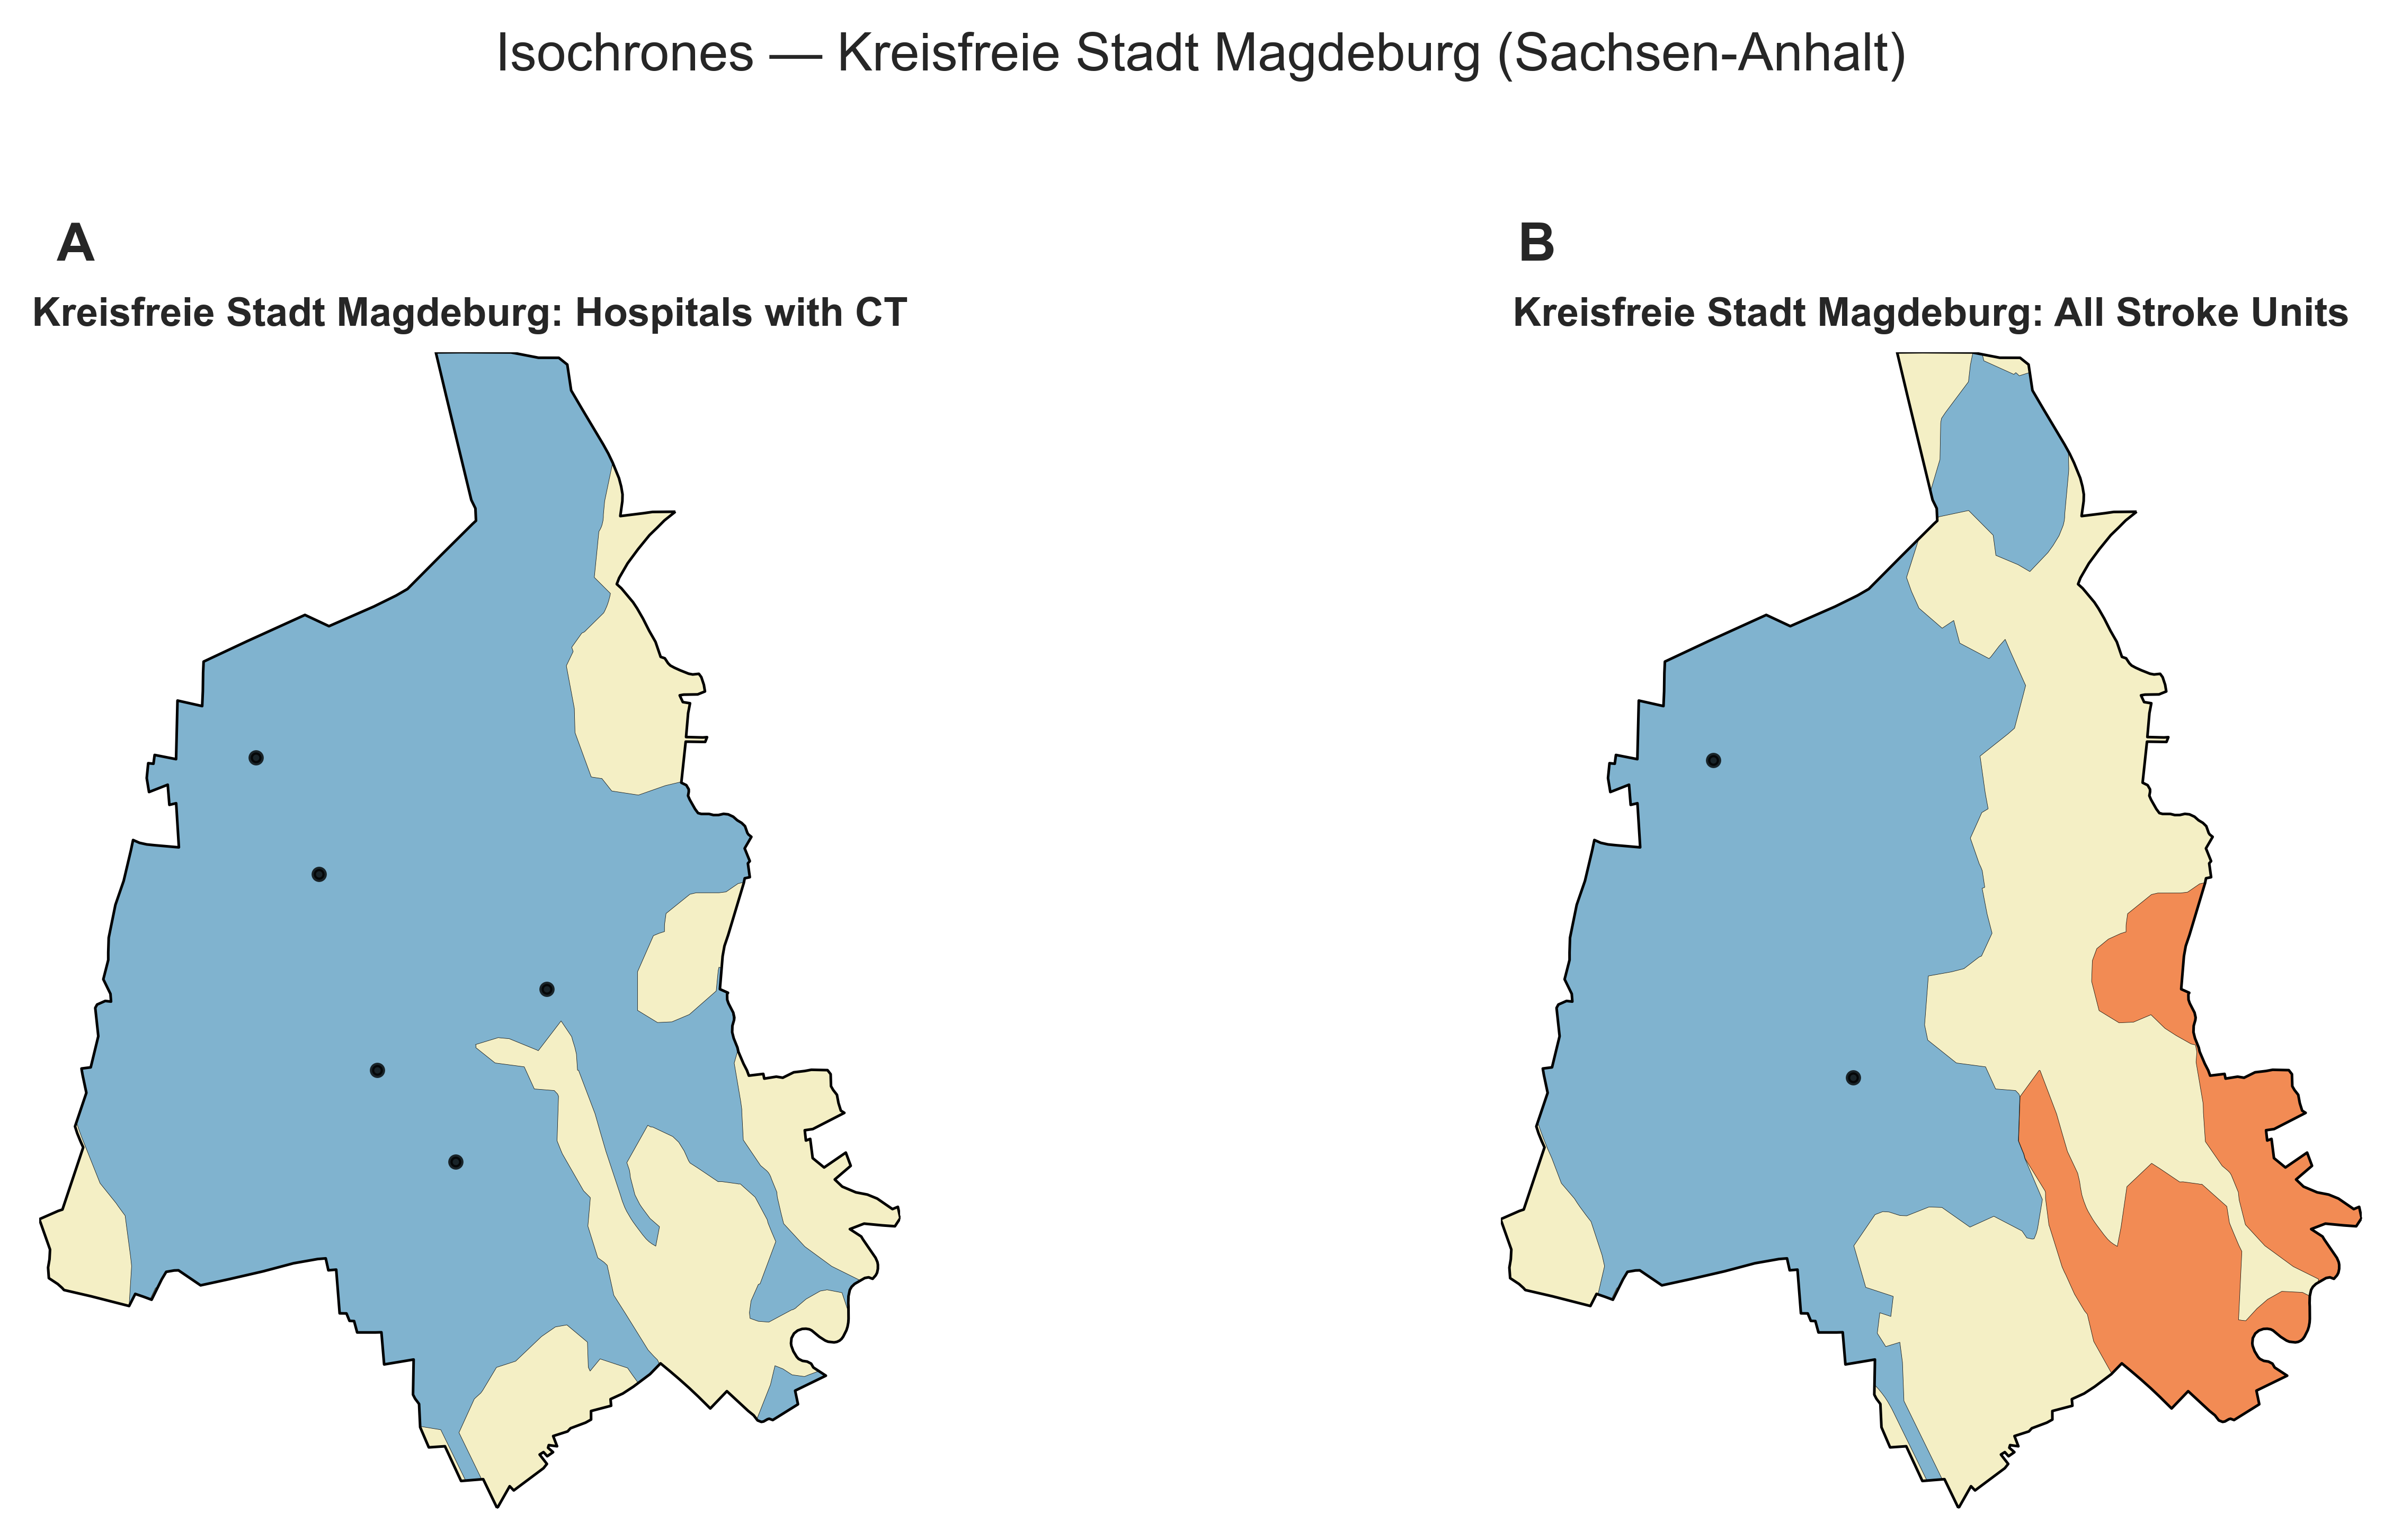 Isochrones — Kreisfreie Stadt Magdeburg (Sachsen-Anhalt)
A
Kreisfreie Stadt Magdeburg: Hospitals with CT
B
Kreisfreie Stadt Magdeburg: All Stroke Units